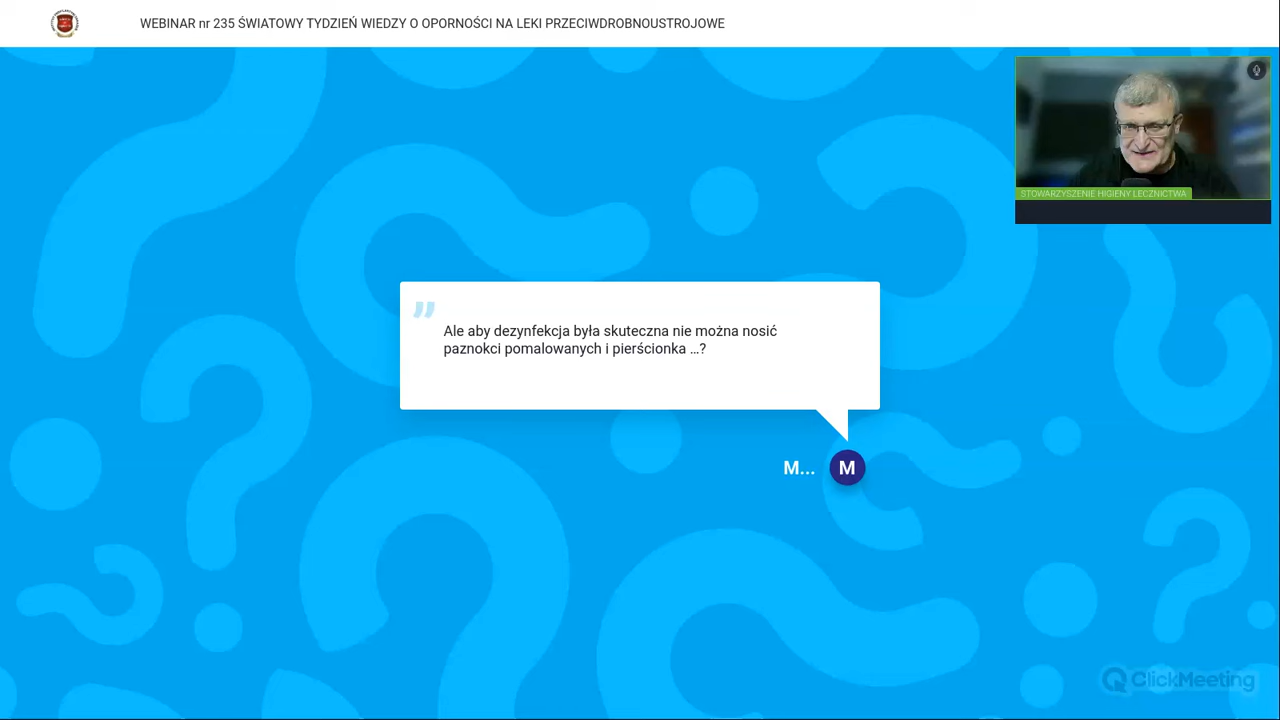 WEBINAR nr 235 ŚWIATOWY TYDZIEŃ WIEDZY O OPORNOŚCI NA LEKI PRZECIWDROBNOUSTROJOWE
STOWARZYSZENIE HIGIENY LECZNICTWA
Ale aby dezynfekcja była skuteczna nie można nosić
paznokci pomalowanych i pierścionka …?
M... M
ClickMeeting